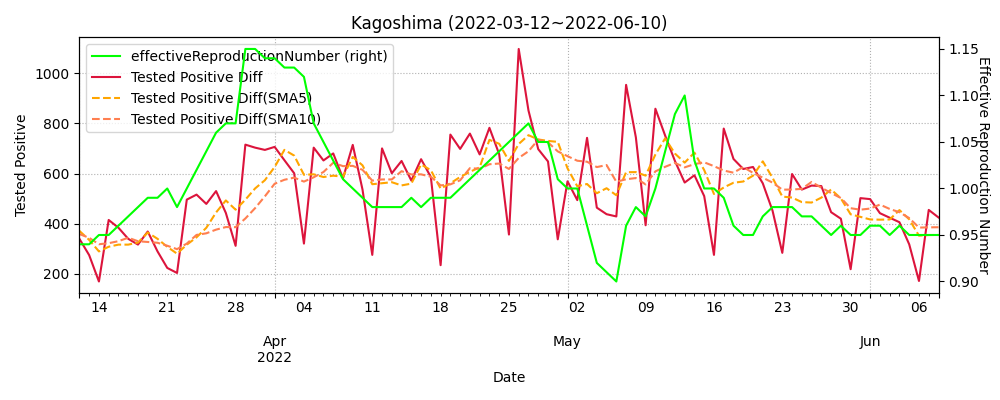 Kagoshima (2022-03-12~2022-06-10)
effectiveReproductionNumber (right)
Tested Positive Diff
Tested Positive Diff(SMA5)
Tested Positive Diff(SMA10)
Tested Positive
1000
800
600
400
200
1.15
1.10
1.05
1.00
0.95
0.90
Effective Reproduction Number
14 21 28 04 11 18 25 02 09 16 23 30 06
Apr May Jun
2022
Date